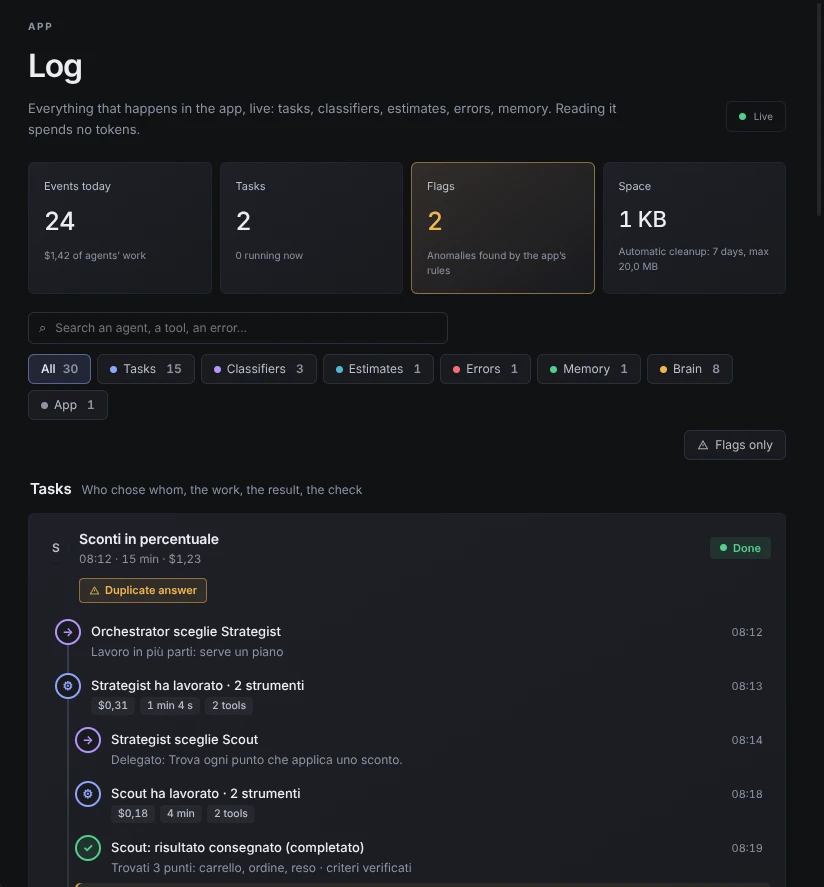 APP
Log
Everything that happens in the app, live: tasks, classifiers, estimates, errors, memory. Reading it
spends no tokens.
Live
Events today
24
$1,42 of agents' work
Tasks
2
0 running now
Flags
2
Anomalies found by the app's
rules
Space
1 KB
Automatic cleanup: 7 days, max
20,0 MB
Search an agent, a tool, an error...
All 30
Tasks 15
Classifiers 3
Estimates 1
Errors 1
Memory 1
Brain 8
App 1
Flags only
Tasks Who chose whom, the work, the result, the check
S
Sconti in percentuale
08:12 · 15 min · $1,23
Done
Duplicate answer
Orchestrator sceglie Strategist 08:12
Lavoro in più parti: serve un piano
Strategist ha lavorato · 2 strumenti 08:13
$0,31 1 min 4 s 2 tools
Strategist sceglie Scout 08:14
Delegato: Trova ogni punto che applica uno sconto.
Scout ha lavorato · 2 strumenti 08:18
$0,18 4 min 2 tools
Scout: risultato consegnato (completato) 08:19
Trovati 3 punti: carrello, ordine, reso · criteri verificati